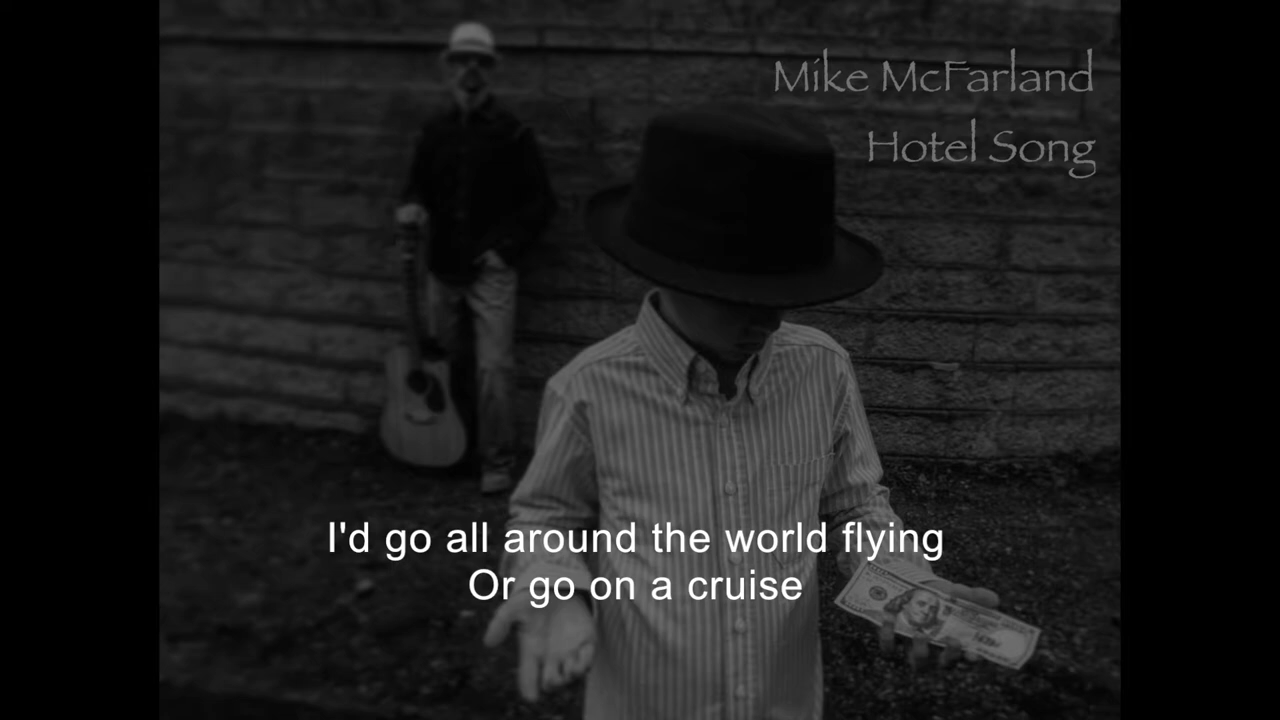 Mike McFarland
Hotel Song
I'd go all around the world flying
Or go on a cruise